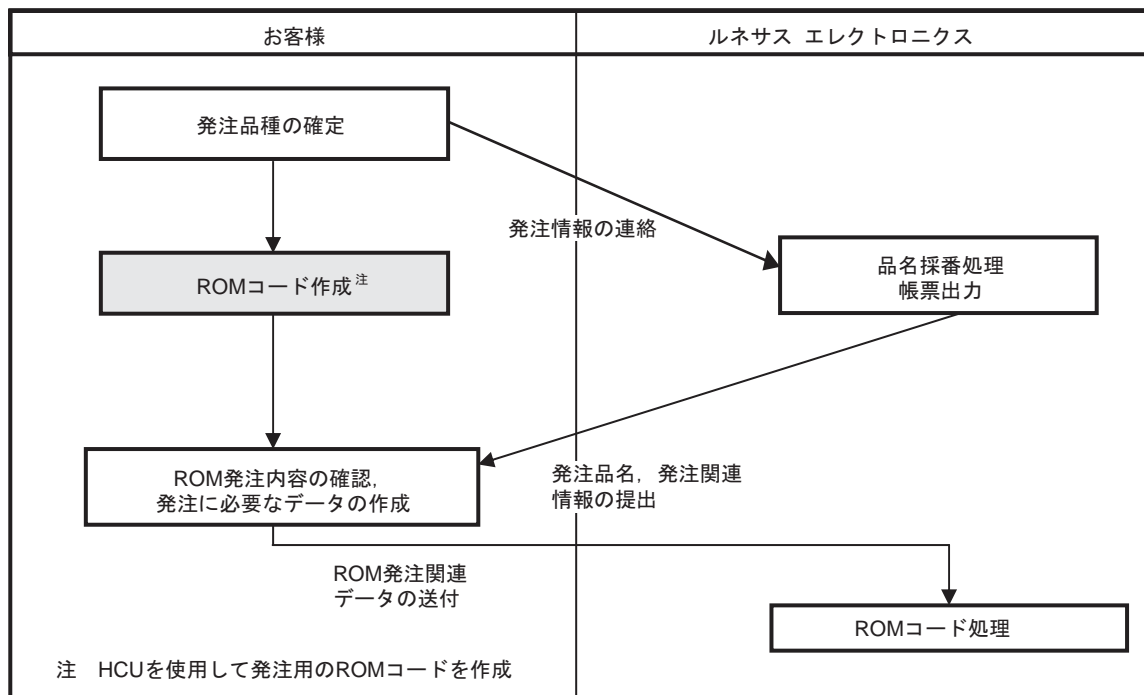 お客様
ルネサス エレクトロニクス
発注品種の確定
発注情報の連絡
品名採番処理
帳票出力
ROMコード作成注
ROM発注内容の確認,
発注に必要なデータの作成
発注品名，発注関連
情報の提出
ROM発注関連
データの送付
ROMコード処理
注 HCUを使用して発注用のROMコードを作成